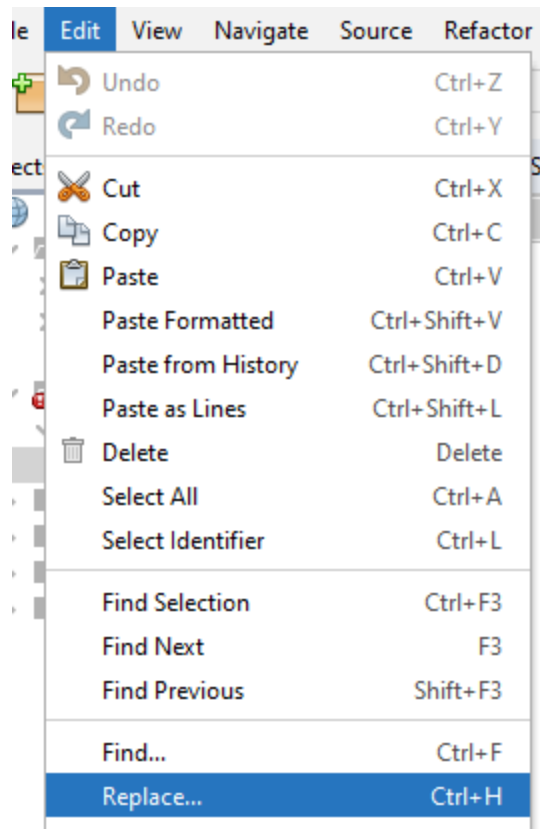 le Edit View Navigate Source Refactor
Undo Ctrl+Z
Redo Ctrl+Y
ect
Cut Ctrl+X
Copy Ctrl+C
Paste Ctrl+V
Paste Formatted Ctrl+Shift+V
Paste from History Ctrl+Shift+D
Paste as Lines Ctrl+Shift+L
Delete Delete
Select All Ctrl+A
Select Identifier Ctrl+L
Find Selection Ctrl+F3
Find Next F3
Find Previous Shift+F3
Find... Ctrl+F
Replace... Ctrl+H